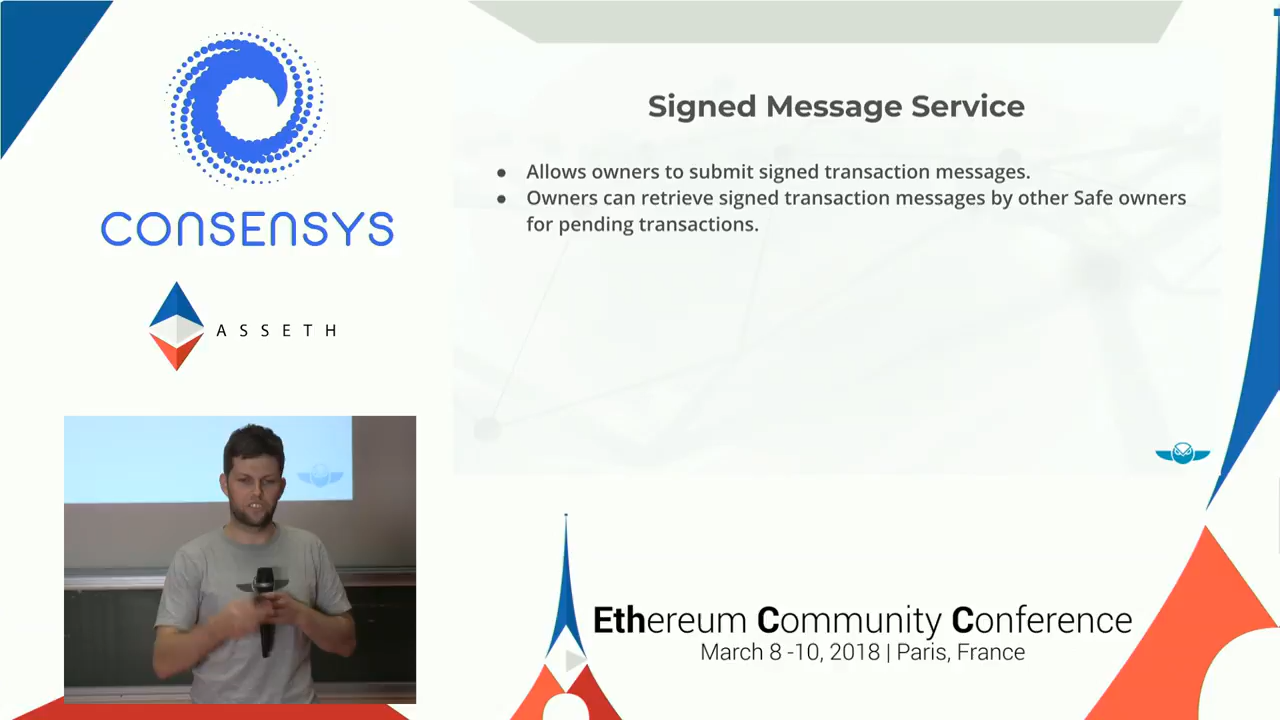 CONSENSYS
ASSETH
Signed Message Service
● Allows owners to submit signed transaction messages.
● Owners can retrieve signed transaction messages by other Safe owners
for pending transactions.
Ethereum Community Conference
March 8 -10, 2018 | Paris, France